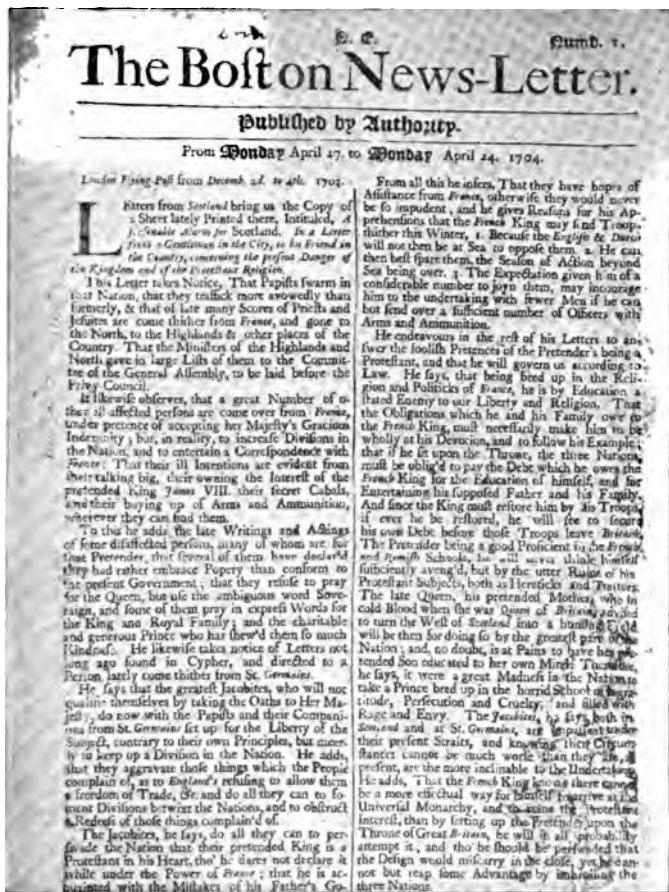 N. E.
Numb. 1.
The Boſton News-Letter.
Publiſhed by Authority.
From Monday April 17. to Monday April 24. 1704.
London Flying-Poſt from Decemb. 2d. to 4th. 1703.
LEtters from Scotland bring us the Copy of
a Sheet lately Printed there, Intituled, A
ſeaſonable Alarm for Scotland. In a Letter
from a Gentleman in the City, to his Friend in
the Country, concerning the preſent Danger of
the Kingdom and of the Proteſtant Religion.
This Letter takes Notice, That Papiſts ſwarm in
that Nation, that they traffick more avowedly than
formerly, & that of late many Scores of Prieſts and
Jeſuites are come thither from France, and gone to
the North, to the Highlands & other places of the
Country. That the Miniſters of the Highlands and
North gave in large Liſts of them to the Commit-
tee of the General Aſſembly, to be laid before the
Privy-Council.
It likewiſe obſerves, that a great Number of o-
ther ill-affected perſons are come over from France,
under pretence of accepting her Majeſty's Gracious
Indemnity; but, in reality, to increaſe Diviſions in
the Nation, and to entertain a Correſpondence with
France: That their ill Intentions are evident from
their talking big, their owning the Intereſt of the
pretended King James VIII. their ſecret Cabals,
and their buying up of Arms and Ammunition,
wherever they can find them.
To this he adds the late Writings and Actings
of ſome diſaffected perſons, many of whom are for
that Pretender, that ſeveral of them have declar'd
they had rather embrace Popery than conform to
the preſent Government; that they refuſe to pray
for the Queen, but uſe the ambiguous word Sove-
raign, and ſome of them pray in expreſs Words for
the King and Royal Family; and the charitable
and generous Prince who has ſhew'd them ſo much
Kindneſs. He likewiſe takes notice of Letters not
long ago found in Cypher, and directed to a
Perſon lately come thither from St. Germains.
He ſays that the greateſt Jacobites, who will not
qualifie themſelves by taking the Oaths to Her Ma-
jeſty, do now with the Papiſts and their Compani-
ons from St. Germains ſet up for the Liberty of the
Subject, contrary to their own Principles, but meer-
ly to keep up a Diviſion in the Nation. He adds,
that they aggravate thoſe things which the People
complain of, as to England's refuſing to allow them
a freedom of Trade, &c. and do all they can to fo-
ment Diviſions betwixt the Nations, and to obſtruct
a Redreſs of thoſe things complain'd of.
The Jacobites, he ſays, do all they can to per-
ſwade the Nation that their pretended King is a
Proteſtant in his Heart, tho' he dares not declare it
while under the Power of France; that he is ac-
quainted with the Miſtakes of his Father's Go-
From all this he infers, That they have hopes of
Aſſiſtance from France, otherwiſe they would never
be ſo impudent; and he gives Reaſons for his Ap-
prehenſions that the French King may ſend Troops
thither this Winter, 1. Becauſe the Engliſh & Dutch
will not then be at Sea to oppoſe them. 2. He can
then beſt ſpare them, the Seaſon of Action beyond
Sea being over. 3. The Expectation given him of a
conſiderable number to joyn them, may incourage
him to the undertaking with fewer Men if he can
but ſend over a ſufficient number of Officers with
Arms and Ammunition.
He endeavours in the reſt of his Letters to an-
ſwer the fooliſh Pretences of the Pretender's being a
Proteſtant, and that he will govern us according to
Law. He ſays, that being bred up in the Reli-
gion and Politicks of France, he is by Education a
ſtated Enemy to our Liberty and Religion. That
the Obligations which he and his Family owe to
the French King, muſt neceſſarily make him to be
wholly at his Devotion, and to follow his Example;
that if he ſit upon the Throne, the three Nations
muſt be oblig'd to pay the Debt which he owes the
French King for the Education of himſelf, and for
Entertaining his ſuppoſed Father and his Family.
And ſince the King muſt reſtore him by his Troops,
if ever he be reſtored, he will ſee to ſecure
his own Debt before thoſe Troops leave Britain.
The Pretender being a good Proficient in the French
and Romiſh Schools, he will never think himſelf
ſufficiently aveng'd, but by the utter Ruine of his
Proteſtant Subjects, both as Hereticks and Traitors.
The late Queen, his pretended Mother, who in
cold Blood when ſhe was Queen of Britain, adviſed
to turn the Weſt of Scotland into a hunting Field
will be then for doing ſo by the greateſt part of the
Nation; and, no doubt, is at Pains to have her pre-
tended Son educated to her own Mind: Therefore,
he ſays, it were a great Madneſs in the Nation to
take a Prince bred up in the horrid School of Ingra-
titude, Perſecution and Cruelty, and filled with
Rage and Envy. The Jacobites, he ſays, both in
Scotland and at St. Germains, are impatient under
their preſent Straits, and knowing their Circum-
ſtances cannot be much worſe than they are, at
preſent, are the more inclinable to the Undertaking.
He adds, That the French King knows there cannot
be a more effectual way for himſelf to arrive at the
Univerſal Monarchy, and to ruine the Proteſtant
Intereſt, than by ſetting up the Pretender upon the
Throne of Great Britain, he will in all probability
attempt it; and tho' he ſhould be perſwaded that
the Deſign would miſcarry in the cloſe, yet he can-
not but reap ſome Advantage by imbroiling the
three Nations.